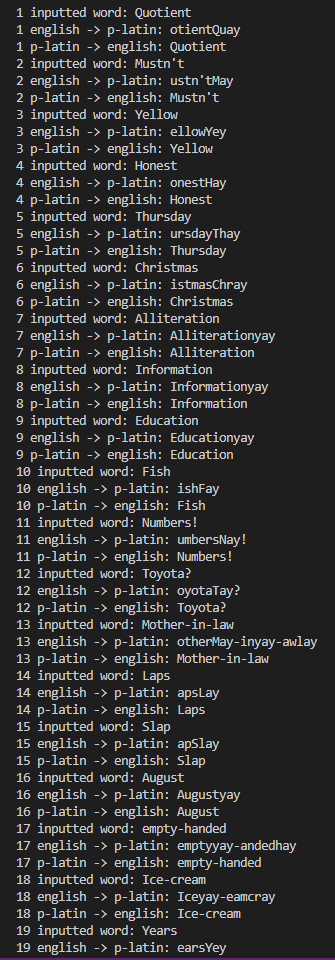 1 inputted word: Quotient
1 english -> p-latin: otientQuay
1 p-latin -> english: Quotient
2 inputted word: Mustn't
2 english -> p-latin: ustn'tMay
2 p-latin -> english: Mustn't
3 inputted word: Yellow
3 english -> p-latin: ellowYey
3 p-latin -> english: Yellow
4 inputted word: Honest
4 english -> p-latin: onestHay
4 p-latin -> english: Honest
5 inputted word: Thursday
5 english -> p-latin: ursdayThay
5 p-latin -> english: Thursday
6 inputted word: Christmas
6 english -> p-latin: istmasChray
6 p-latin -> english: Christmas
7 inputted word: Alliteration
7 english -> p-latin: Alliterationyay
7 p-latin -> english: Alliteration
8 inputted word: Information
8 english -> p-latin: Informationyay
8 p-latin -> english: Information
9 inputted word: Education
9 english -> p-latin: Educationyay
9 p-latin -> english: Education
10 inputted word: Fish
10 english -> p-latin: ishFay
10 p-latin -> english: Fish
11 inputted word: Numbers!
11 english -> p-latin: umbersNay!
11 p-latin -> english: Numbers!
12 inputted word: Toyota?
12 english -> p-latin: oyotaTay?
12 p-latin -> english: Toyota?
13 inputted word: Mother-in-law
13 english -> p-latin: otherMay-inyay-awlay
13 p-latin -> english: Mother-in-law
14 inputted word: Laps
14 english -> p-latin: apsLay
14 p-latin -> english: Laps
15 inputted word: Slap
15 english -> p-latin: apSlay
15 p-latin -> english: Slap
16 inputted word: August
16 english -> p-latin: Augustyay
16 p-latin -> english: August
17 inputted word: empty-handed
17 english -> p-latin: emptyyay-andedhay
17 p-latin -> english: empty-handed
18 inputted word: Ice-cream
18 english -> p-latin: Iceyay-eamcray
18 p-latin -> english: Ice-cream
19 inputted word: Years
19 english -> p-latin: earsYey